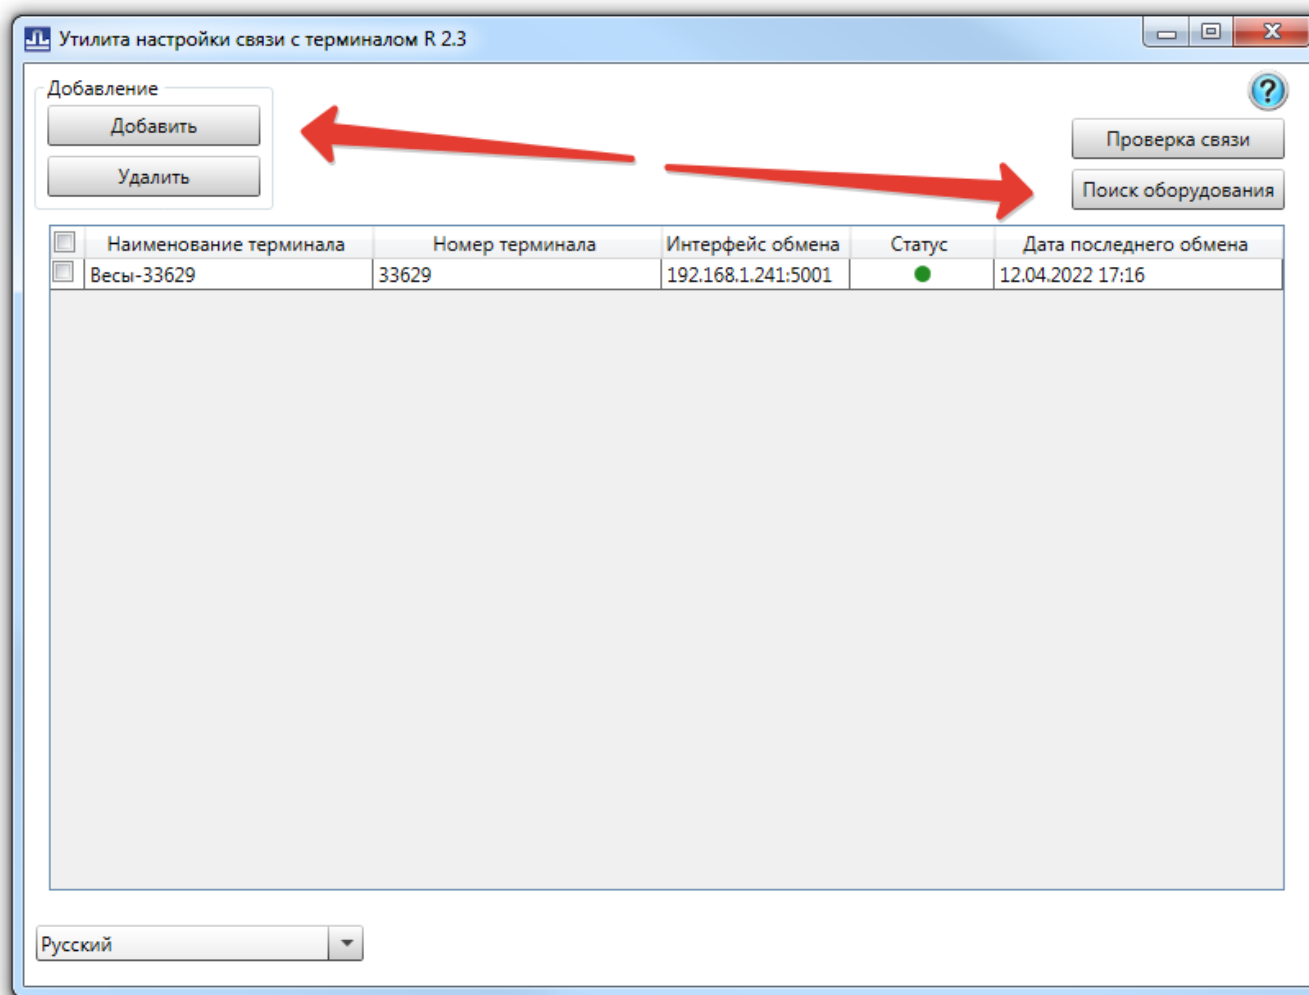 Утилита настройки связи с терминалом R 2.3
Добавление
Добавить
Удалить
?
Проверка связи
Поиск оборудования
Наименование терминала Номер терминала Интерфейс обмена Статус Дата последнего обмена
Весы-33629 33629 192.168.1.241:5001 12.04.2022 17:16
Русский